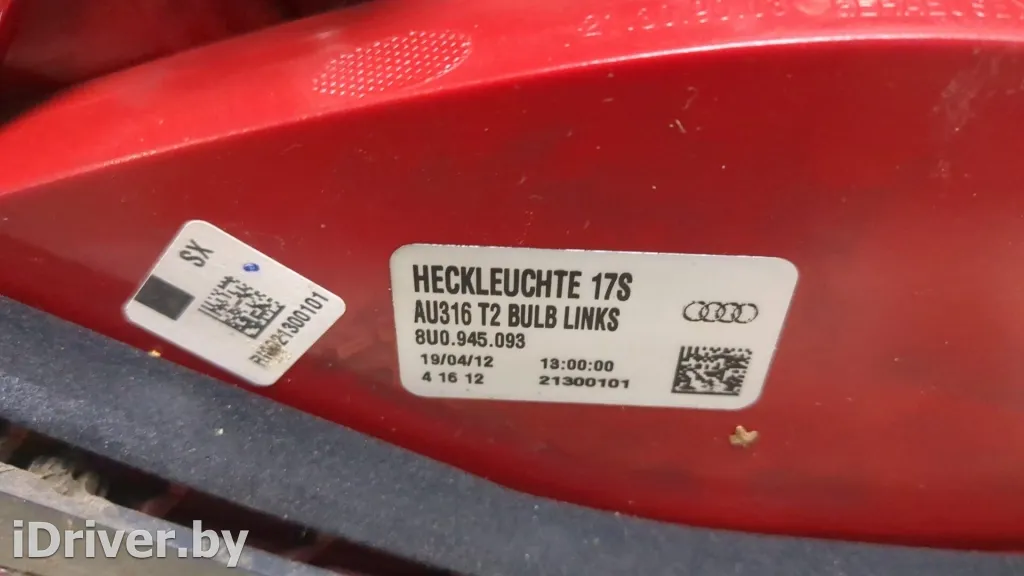 SX
21300101
HECKLEUCHTE 17S
AU316 T2 BULB LINKS
8U0.945.093
19/04/12 13:00:00
4 16 12 21300101
iDriver.by